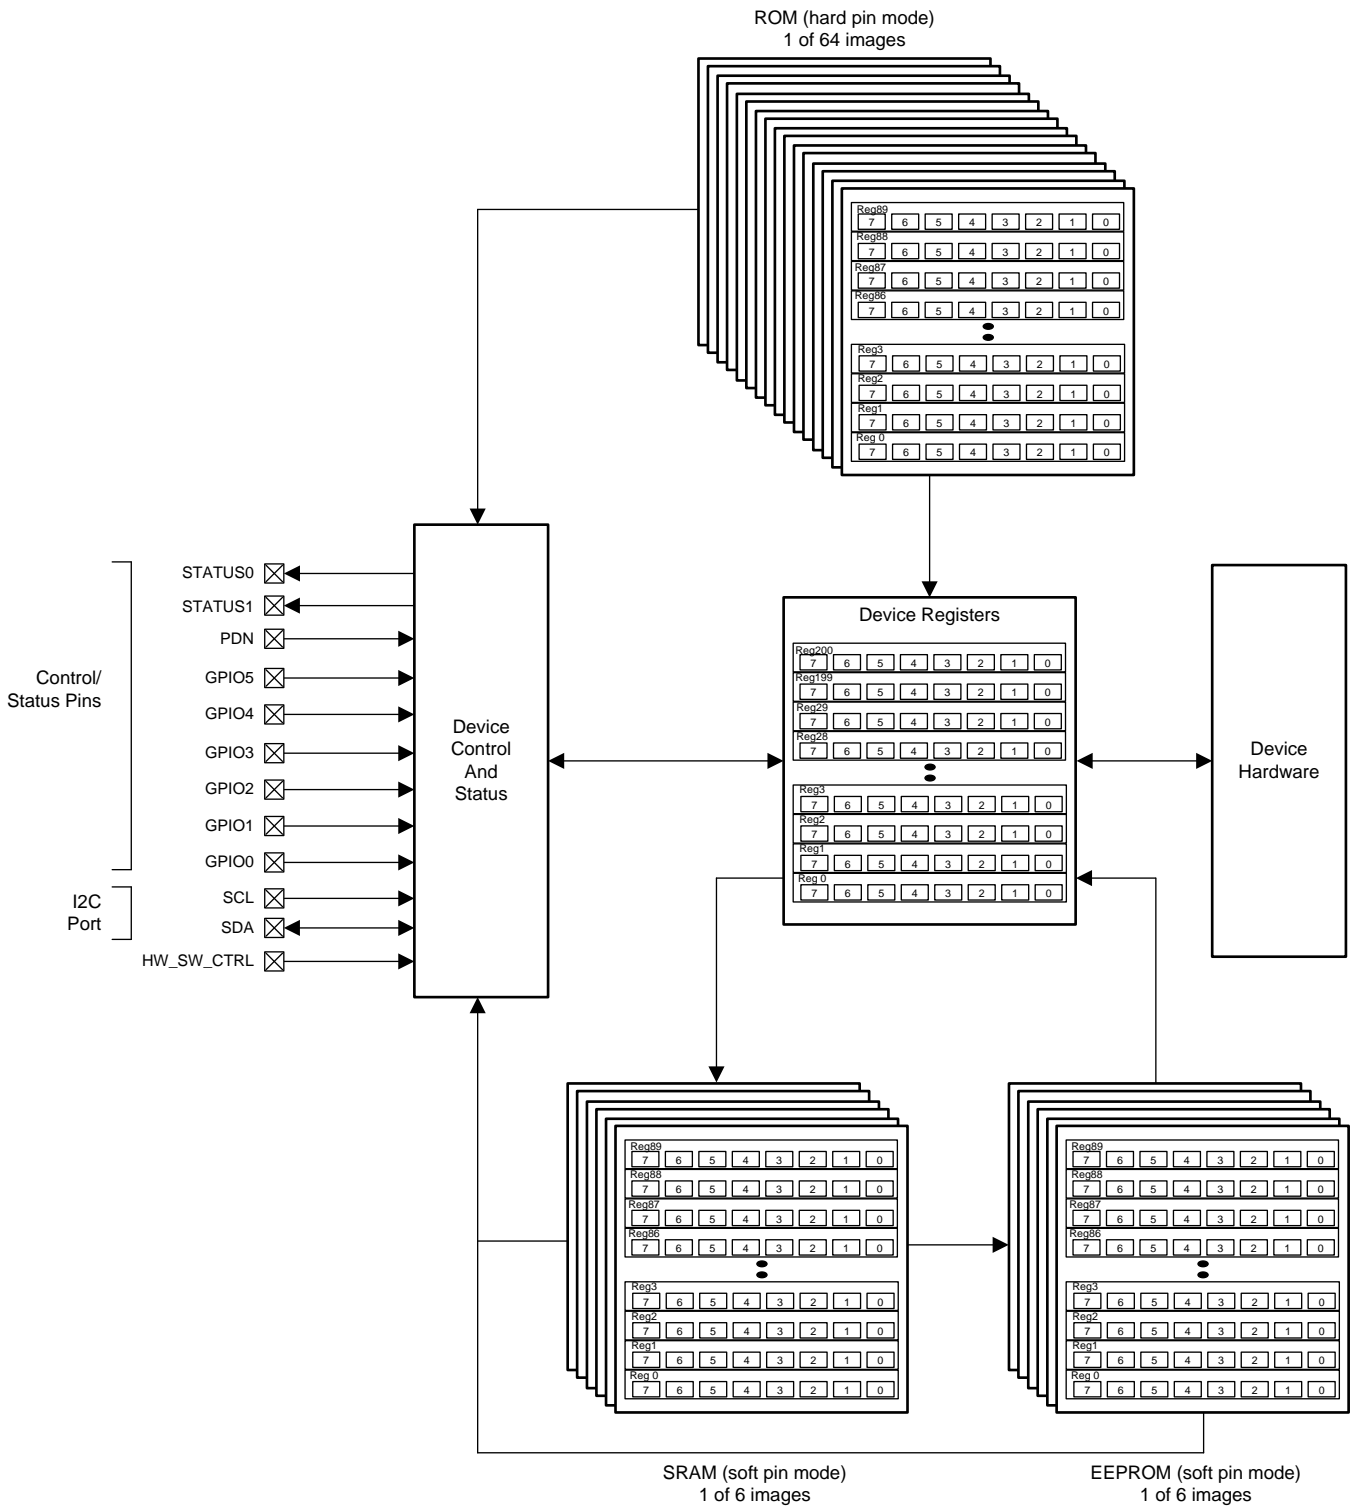 ROM (hard pin mode)
1 of 64 images
Reg89
7 6 5 4 3 2 1 0
Reg88
7 6 5 4 3 2 1 0
Reg87
7 6 5 4 3 2 1 0
Reg86
7 6 5 4 3 2 1 0
Reg3
7 6 5 4 3 2 1 0
Reg2
7 6 5 4 3 2 1 0
Reg1
7 6 5 4 3 2 1 0
Reg 0
7 6 5 4 3 2 1 0
Control/
Status Pins
STATUS0
STATUS1
PDN
GPIO5
GPIO4
GPIO3
GPIO2
GPIO1
GPIO0
I2C
Port
SCL
SDA
HW_SW_CTRL
Device
Control
And
Status
Device Registers
Reg200
7 6 5 4 3 2 1 0
Reg199
7 6 5 4 3 2 1 0
Reg29
7 6 5 4 3 2 1 0
Reg28
7 6 5 4 3 2 1 0
Reg3
7 6 5 4 3 2 1 0
Reg2
7 6 5 4 3 2 1 0
Reg1
7 6 5 4 3 2 1 0
Reg 0
7 6 5 4 3 2 1 0
Device
Hardware
Reg89
7 6 5 4 3 2 1 0
Reg88
7 6 5 4 3 2 1 0
Reg87
7 6 5 4 3 2 1 0
Reg86
7 6 5 4 3 2 1 0
Reg3
7 6 5 4 3 2 1 0
Reg2
7 6 5 4 3 2 1 0
Reg1
7 6 5 4 3 2 1 0
Reg 0
7 6 5 4 3 2 1 0
SRAM (soft pin mode)
1 of 6 images
Reg89
7 6 5 4 3 2 1 0
Reg88
7 6 5 4 3 2 1 0
Reg87
7 6 5 4 3 2 1 0
Reg86
7 6 5 4 3 2 1 0
Reg3
7 6 5 4 3 2 1 0
Reg2
7 6 5 4 3 2 1 0
Reg1
7 6 5 4 3 2 1 0
Reg 0
7 6 5 4 3 2 1 0
EEPROM (soft pin mode)
1 of 6 images